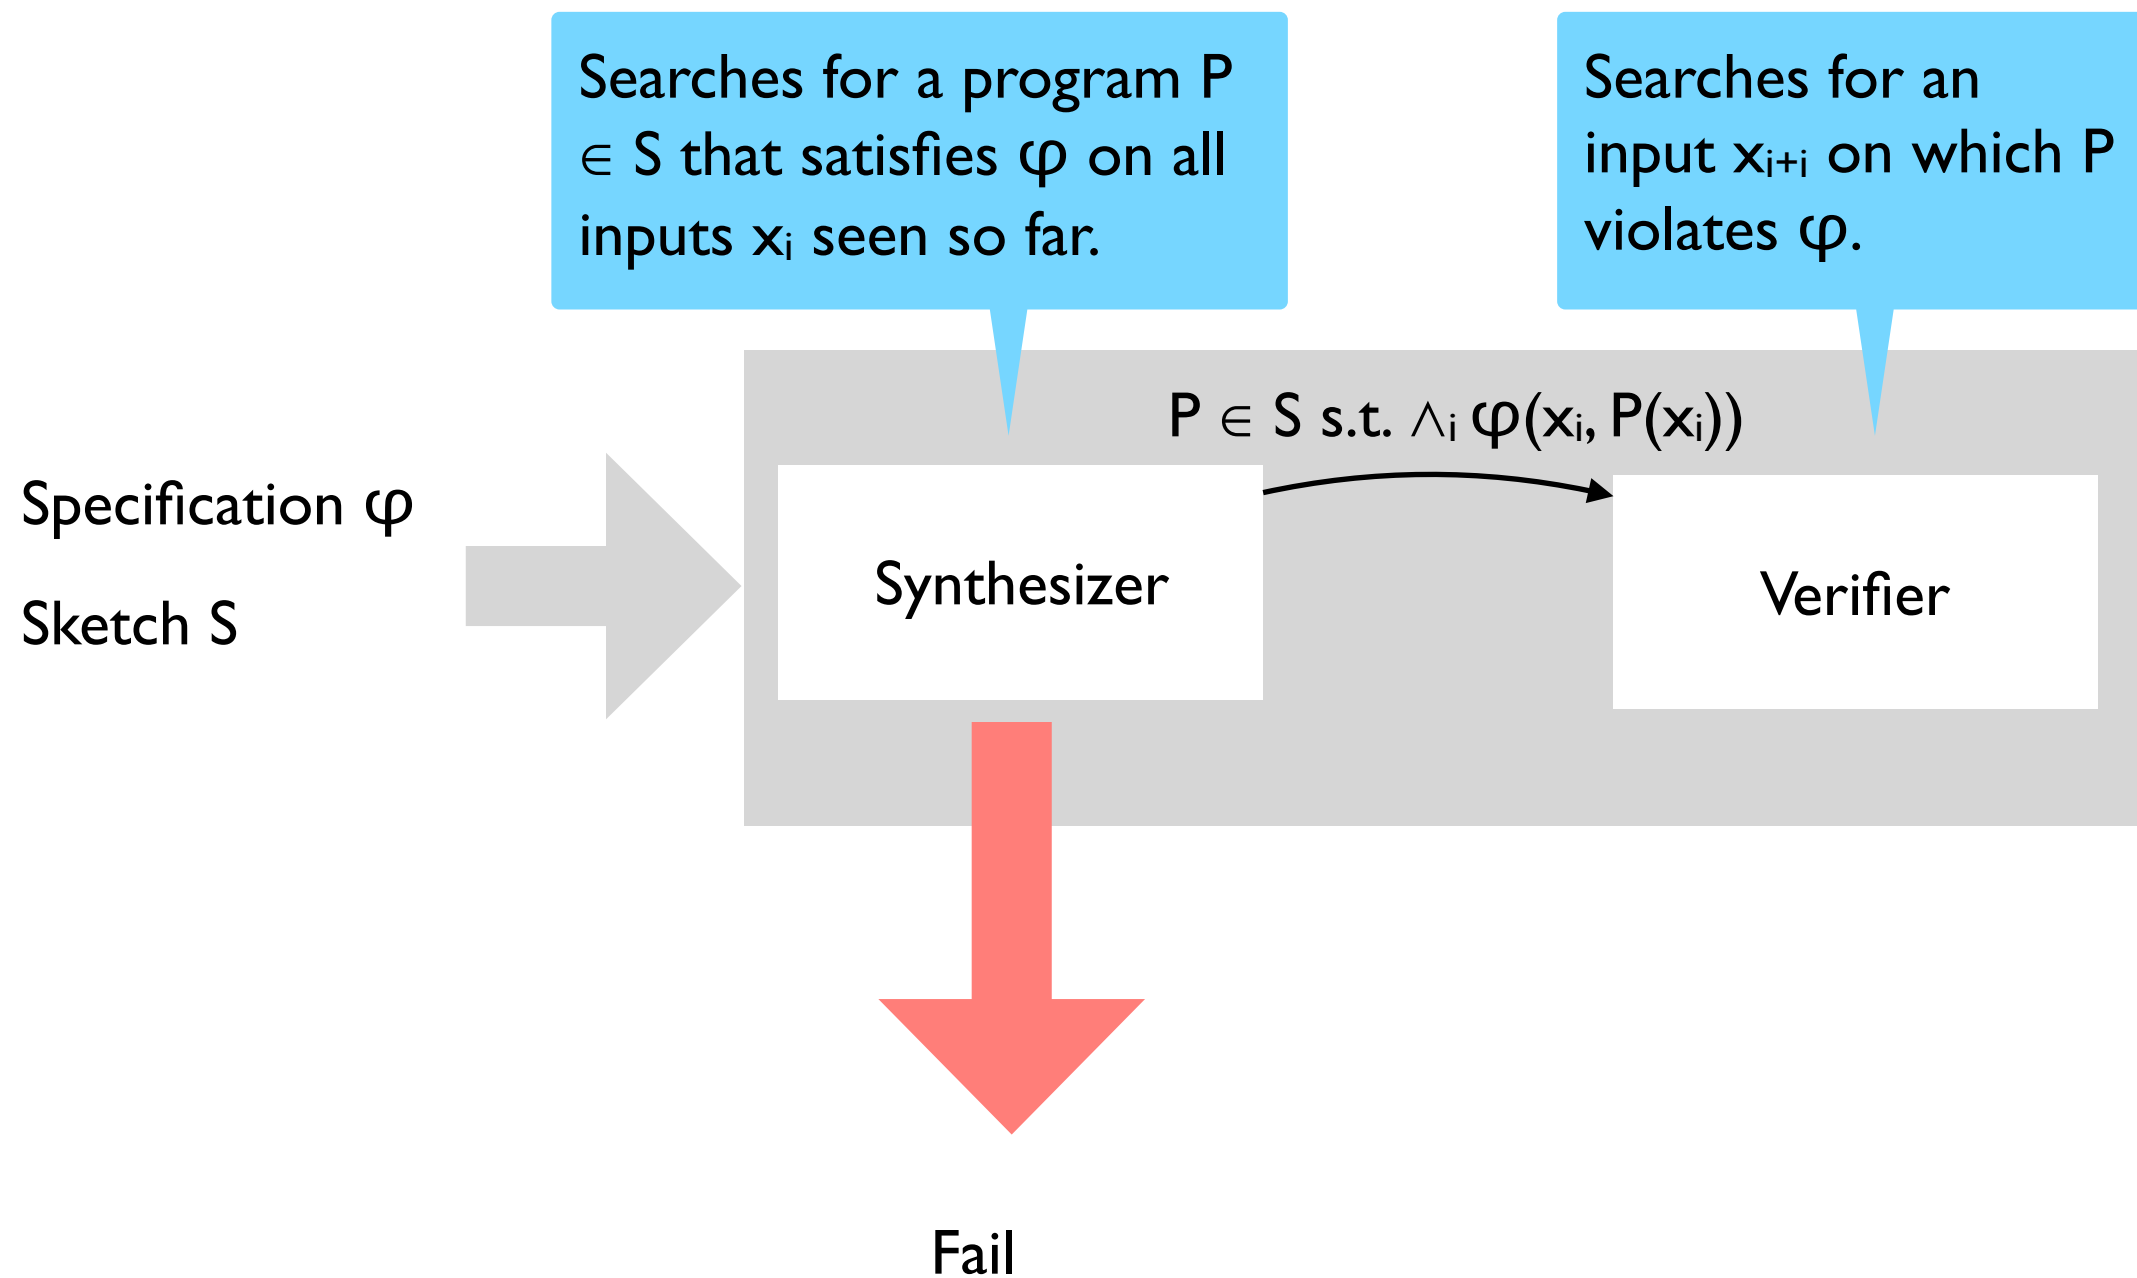 Searches for a program P
∈ S that satisfies φ on all
inputs xᵢ seen so far.
Searches for an
input xᵢ₊ᵢ on which P
violates φ.
P ∈ S s.t. ∧ᵢ φ(xᵢ, P(xᵢ))
Specification φ
Sketch S
Synthesizer
Verifier
Fail